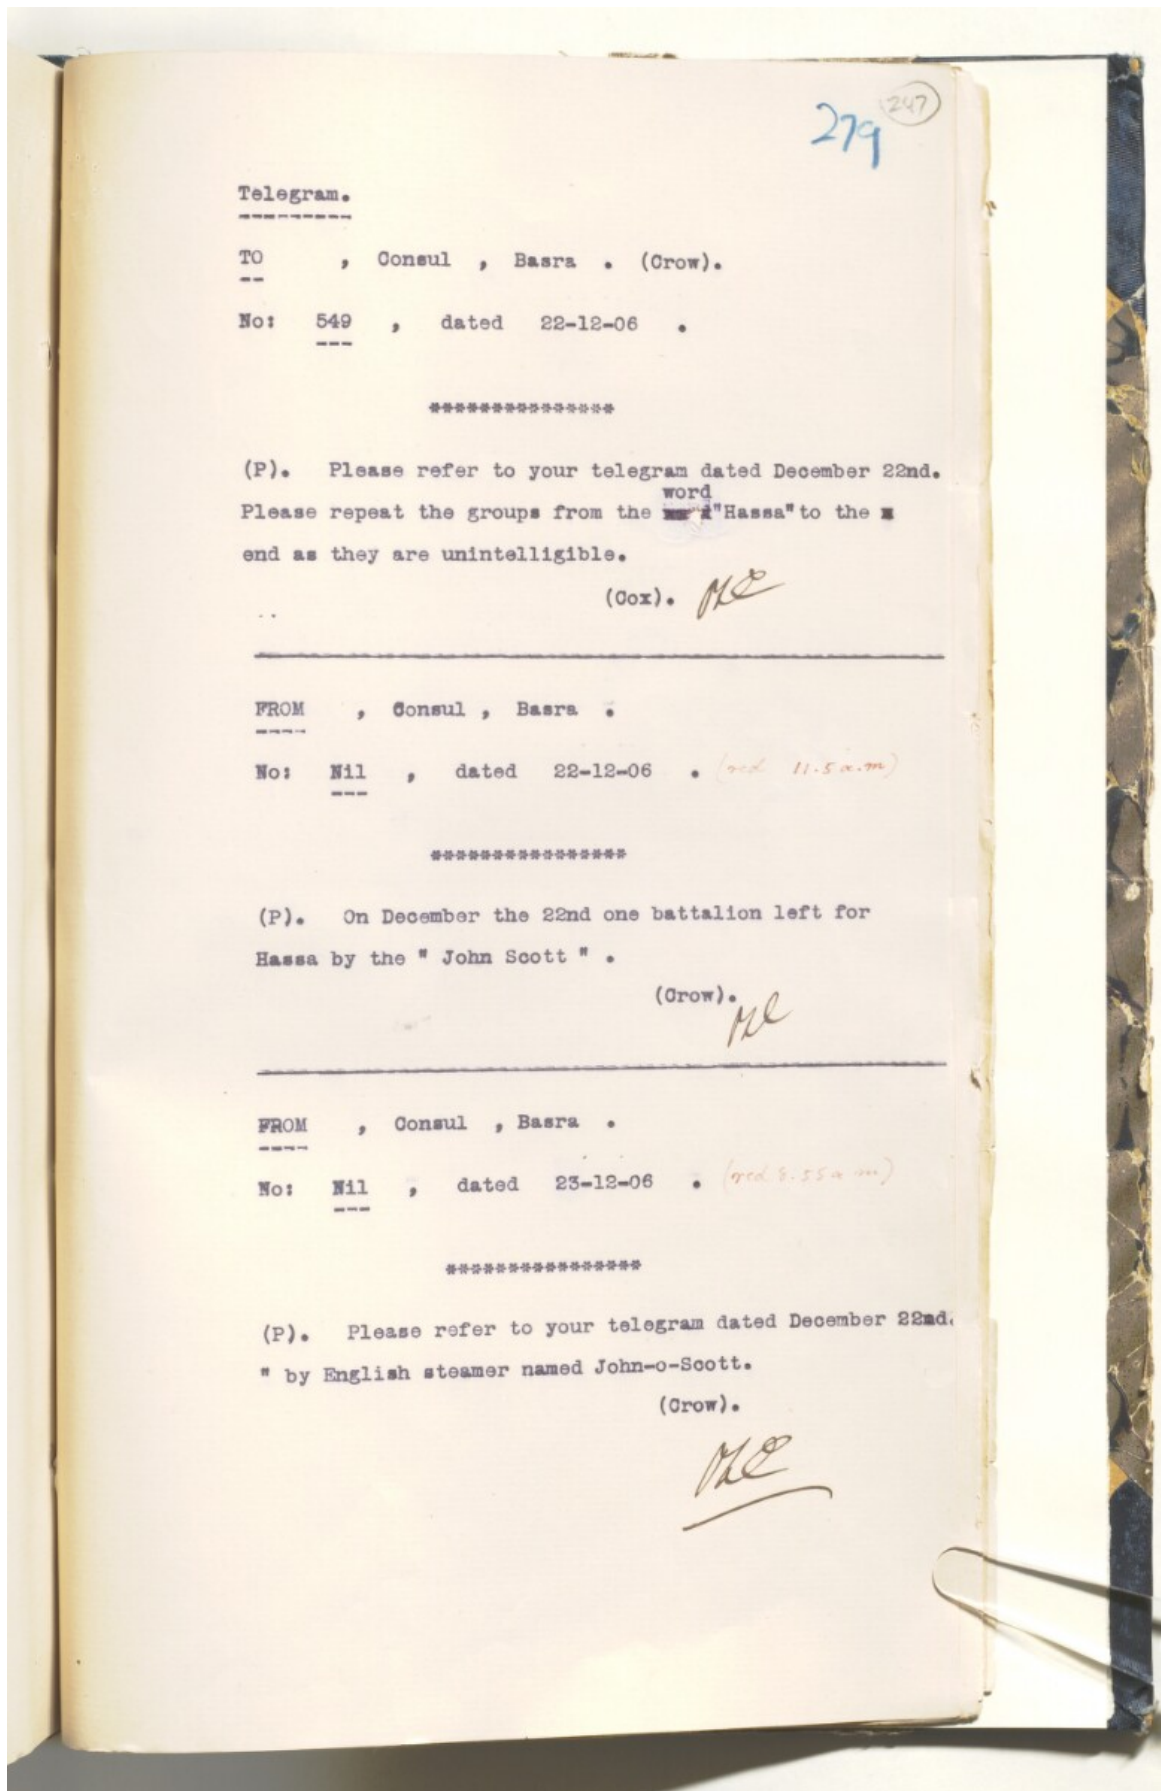 247
279
Telegram.
TO , Consul , Basra . (Crow).
No: 549 , dated 22-12-06 .
***************
(P). Please refer to your telegram dated December 22nd.
word
Please repeat the groups from the "Hassa" to the
end as they are unintelligible.
(Cox).
FROM , Consul , Basra .
No: Nil , dated 22-12-06 . (red 11.5 a.m)
****************
(P). On December the 22nd one battalion left for
Hassa by the " John Scott " .
(Crow).
FROM , Consul , Basra .
No: Nil , dated 23-12-06 . (red 8.55 a m)
****************
(P). Please refer to your telegram dated December 22nd.
" by English steamer named John-o-Scott.
(Crow).